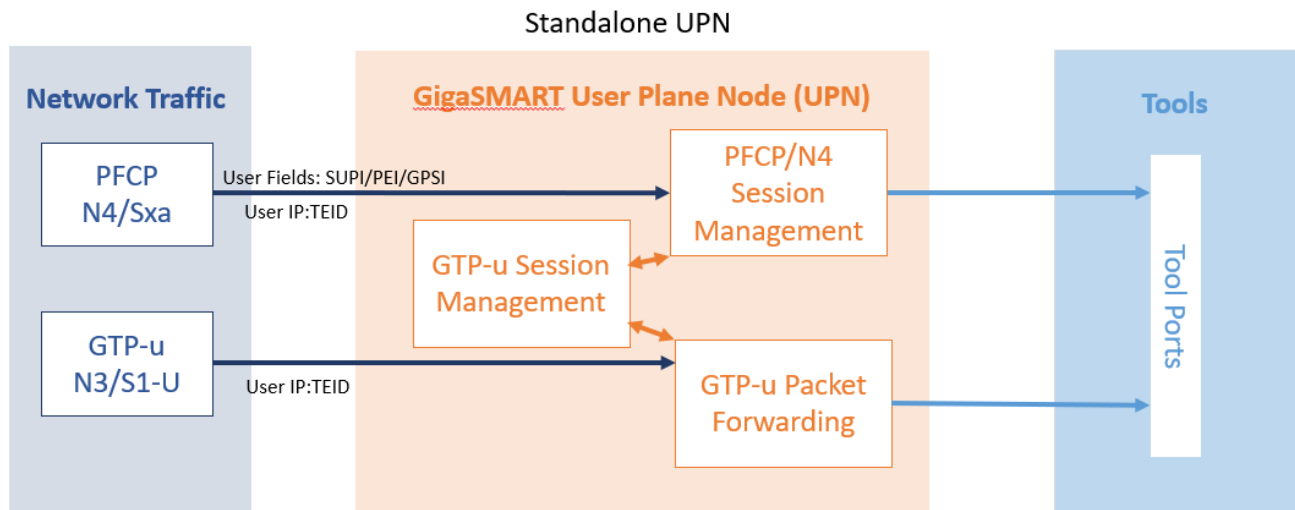 Standalone UPN
Network Traffic
PFCP
N4/Sxa
User Fields: SUPI/PEI/GPSI
User IP:TEID
GTP-u
N3/S1-U
User IP:TEID
GigaSMART User Plane Node (UPN)
PFCP/N4
Session
Management
GTP-u Session
Management
GTP-u Packet
Forwarding
Tools
Tool Ports